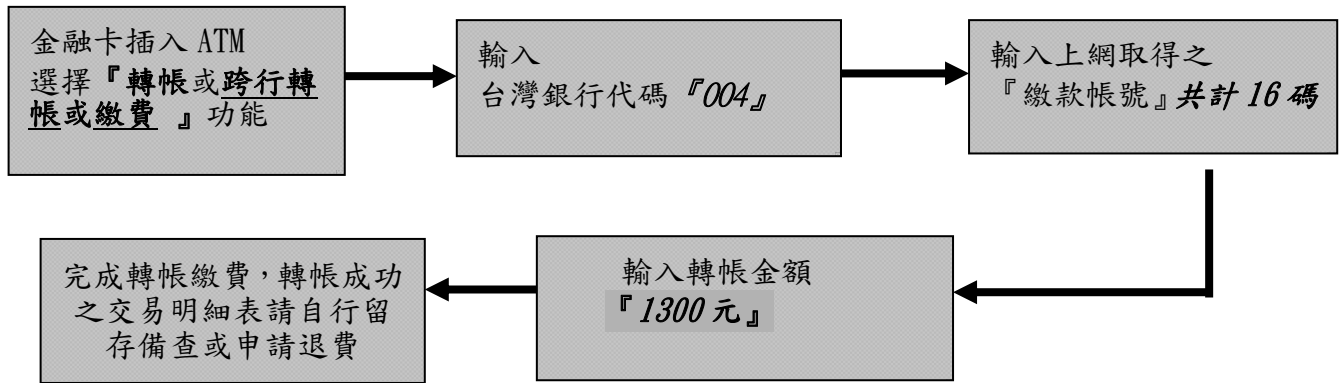 金融卡插入 ATM
選擇『轉帳或跨行轉
帳或繳費 』功能
輸入
台灣銀行代碼『004』
輸入上網取得之
『繳款帳號』共計 16 碼
輸入轉帳金額
『1300 元』
完成轉帳繳費，轉帳成功
之交易明細表請自行留
存備查或申請退費